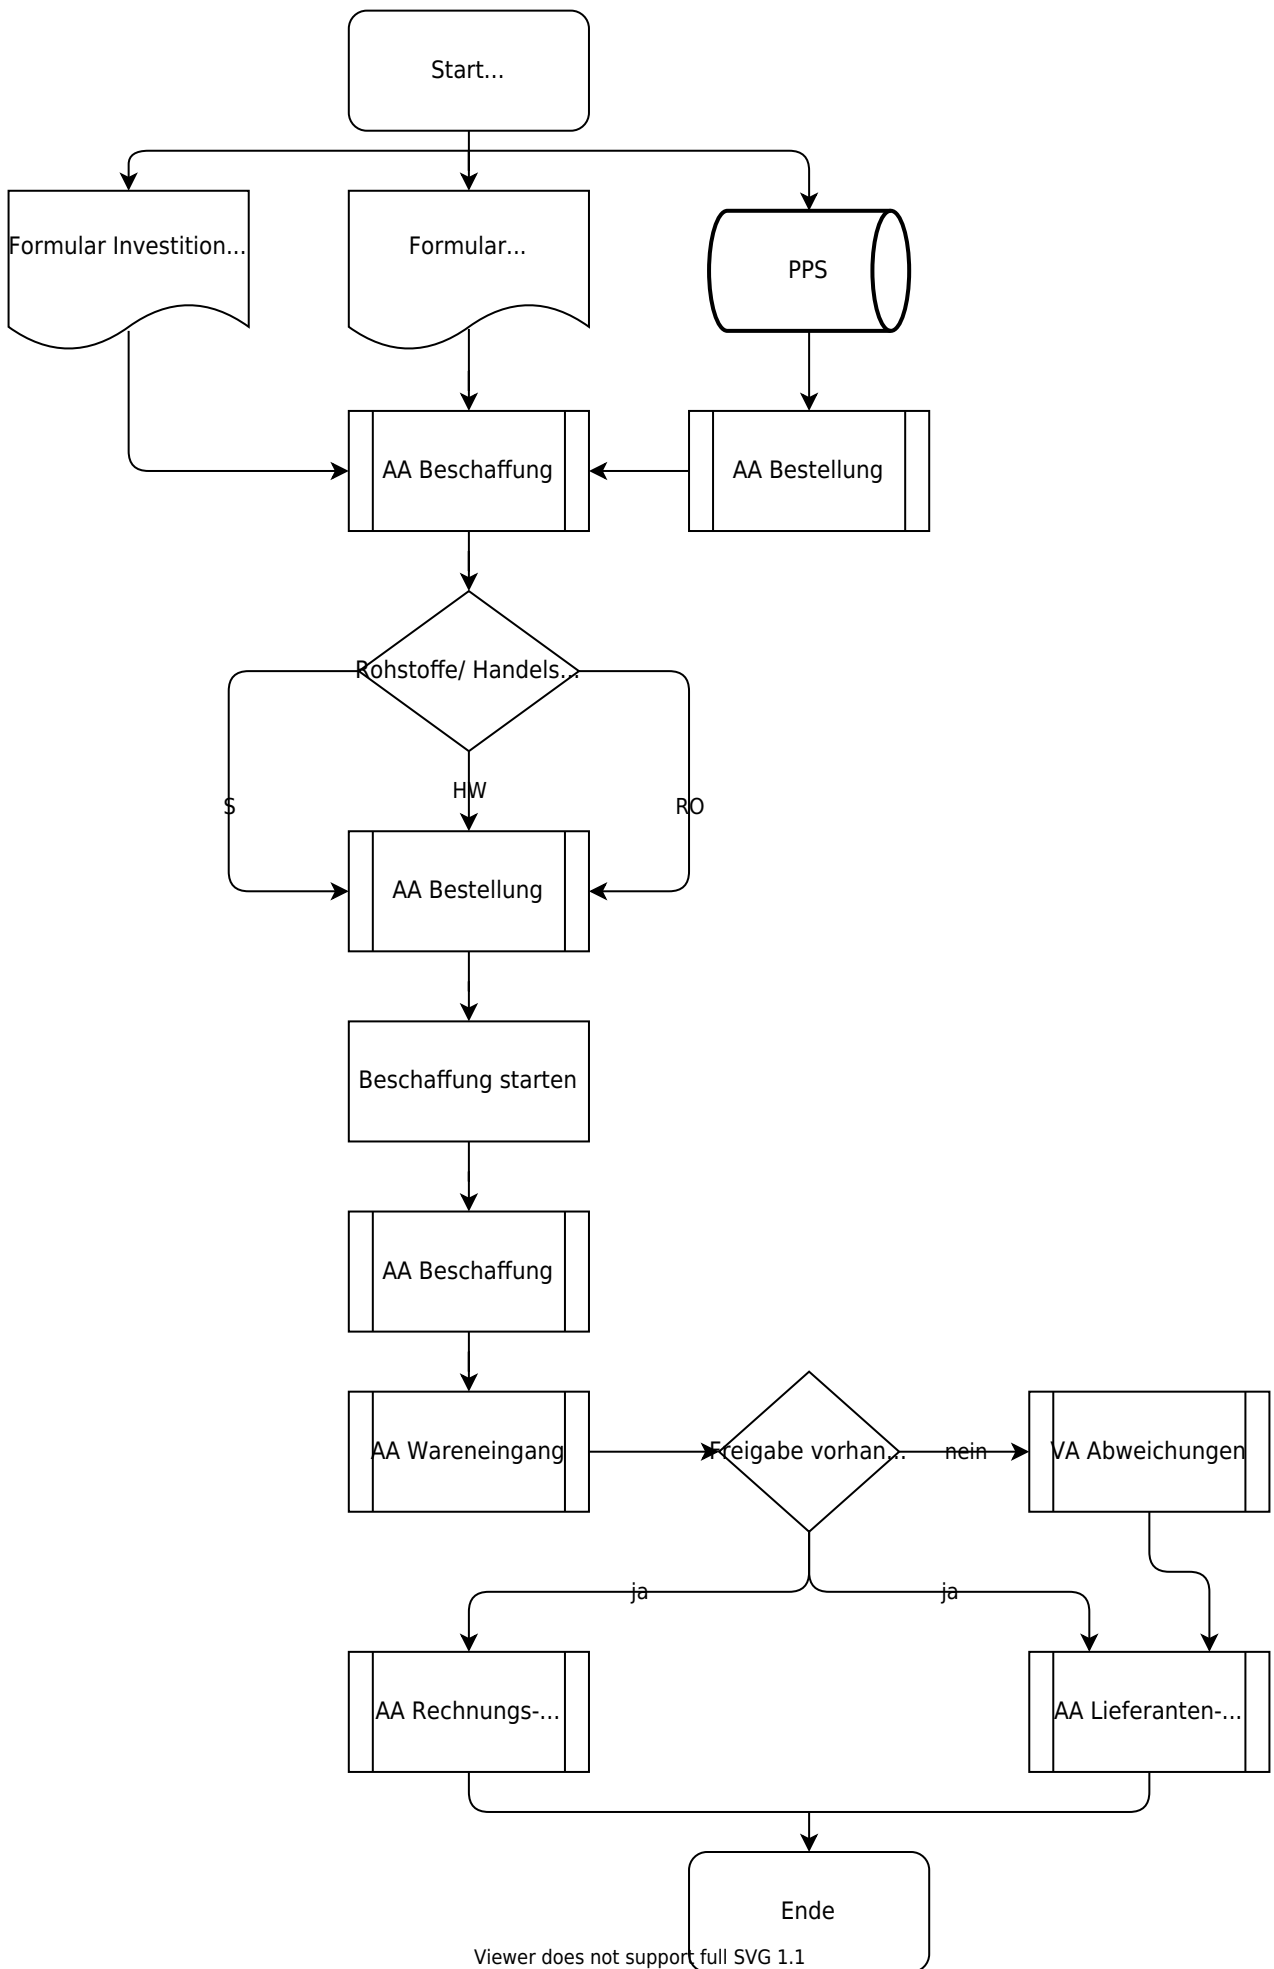 Start...
Formular Investition...
Formular...
PPS
AA Beschaffung
AA Bestellung
Rohstoffe/ Handels...
S
HW
RO
AA Bestellung
Beschaffung starten
AA Beschaffung
AA Wareneingang
Freigabe vorhan...
nein
VA Abweichungen
ja
ja
AA Rechnungs-...
AA Lieferanten-...
Ende
Viewer does not support full SVG 1.1